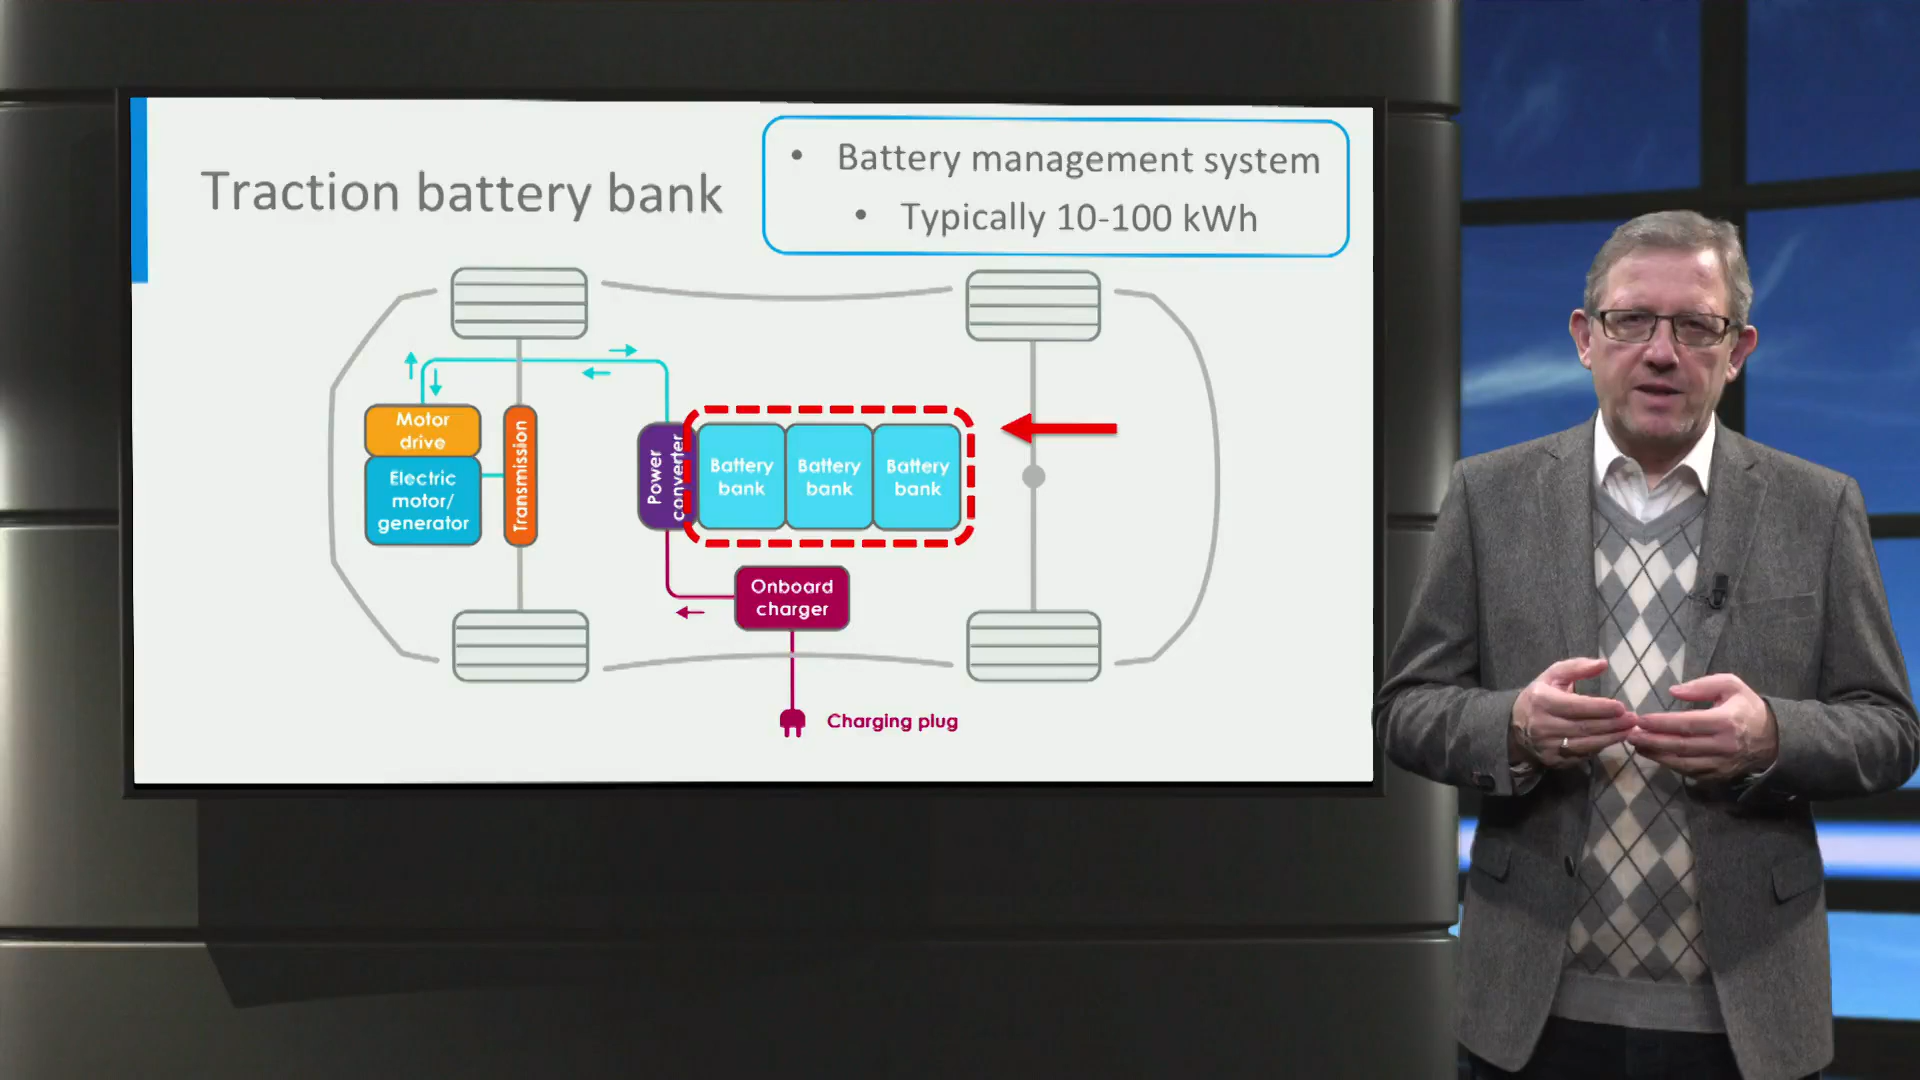 Traction battery bank
• Battery management system
• Typically 10-100 kWh
Motor
drive
Electric
motor/
generator
Transmission
Power
converter
Battery
bank
Battery
bank
Battery
bank
Onboard
charger
Charging plug